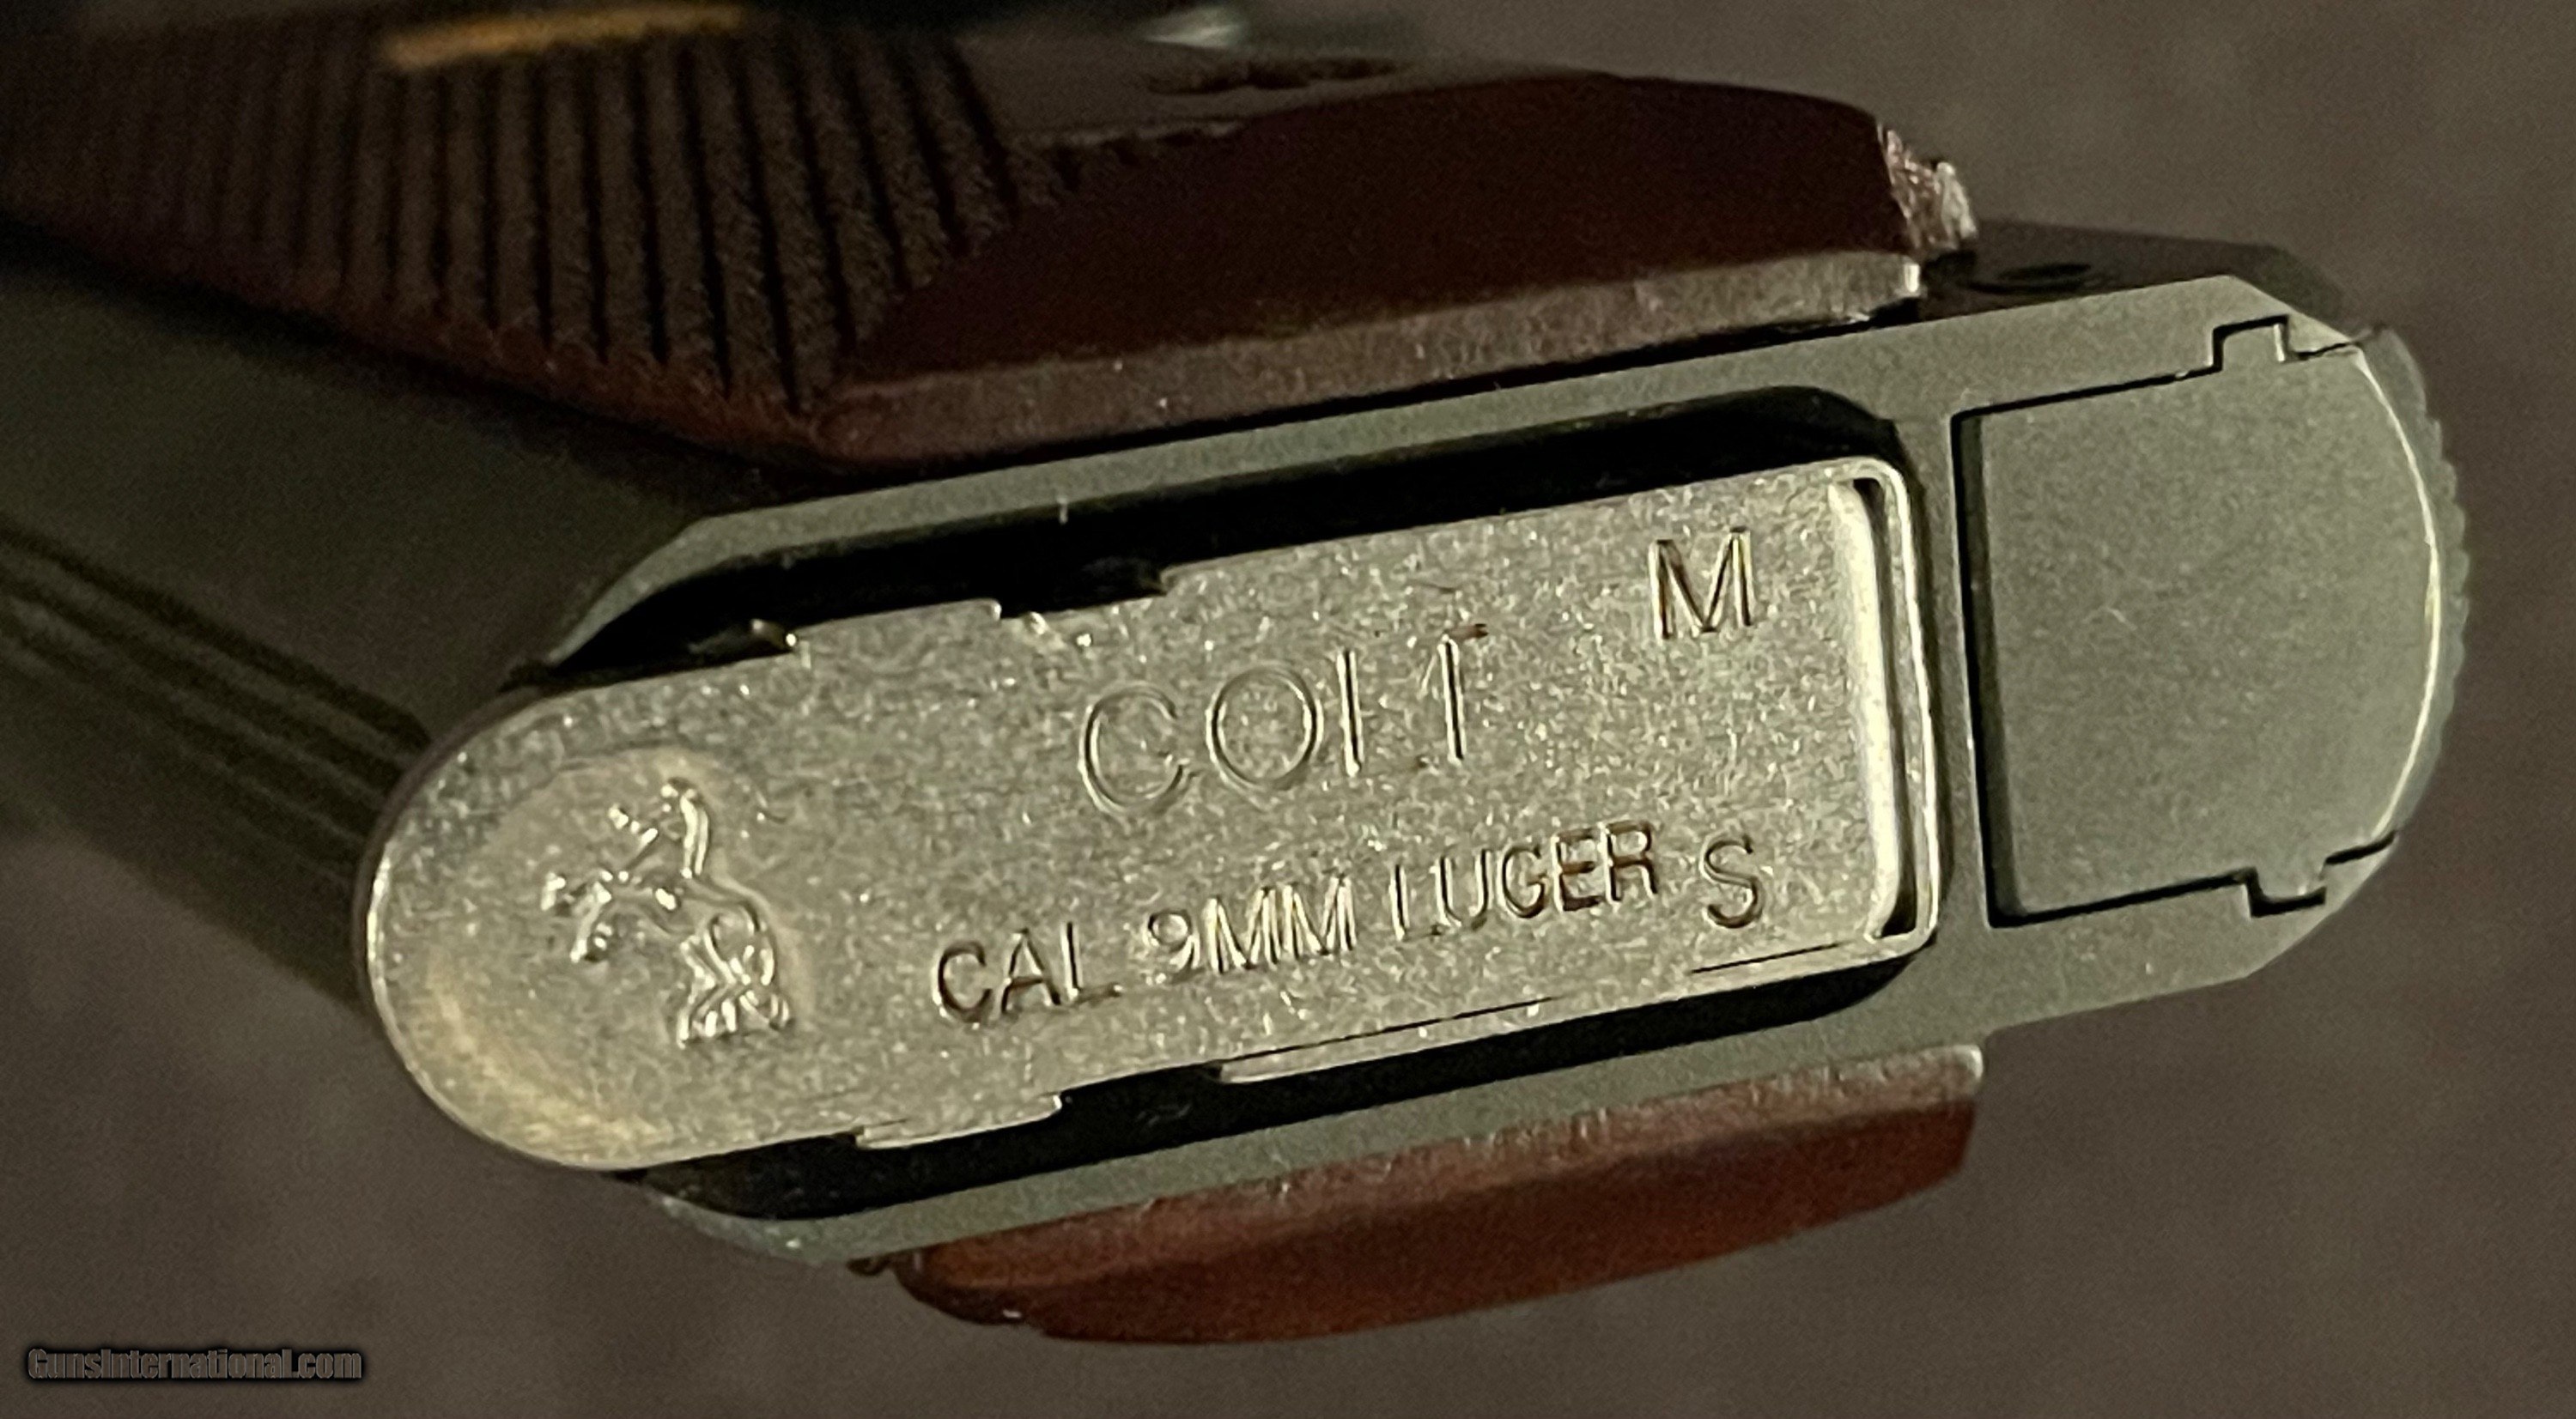 M
COLT
CAL 9MM LUGER S
GunsInternational.com